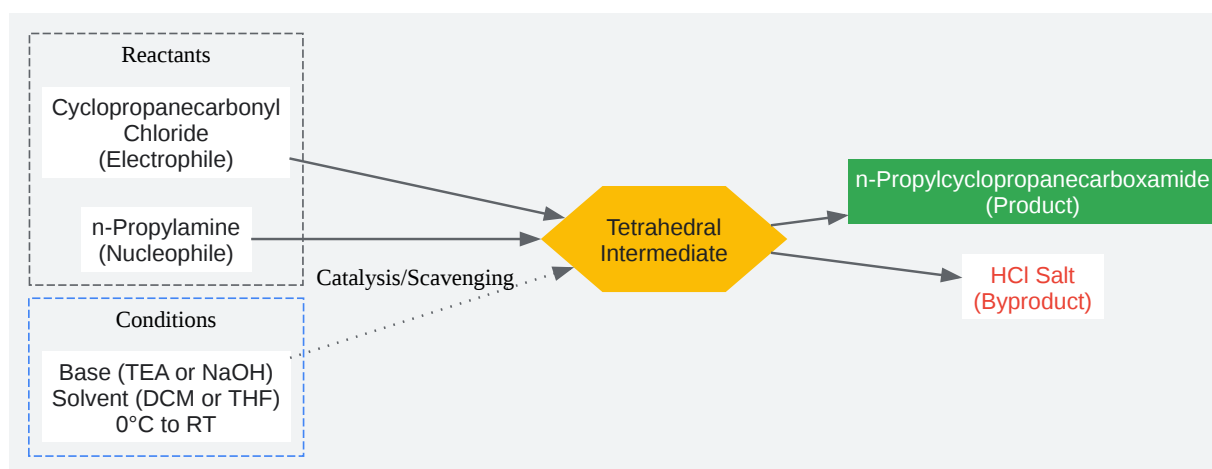 Reactants
Cyclopropanecarbonyl
Chloride
(Electrophile)
n-Propylamine
(Nucleophile)
Catalysis/Scavenging
Conditions
Base (TEA or NaOH)
Solvent (DCM or THF)
0°C to RT
Tetrahedral
Intermediate
n-Propylcyclopropanecarboxamide
(Product)
HCl Salt
(Byproduct)